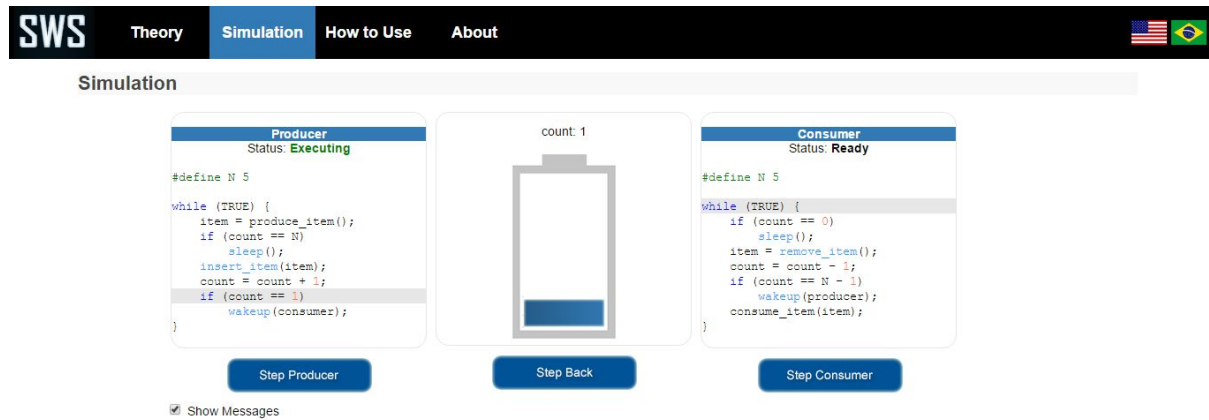 SWS Theory Simulation How to Use About
Simulation
Producer
Status: Executing
#define N 5
while (TRUE) {
    item = produce_item();
    if (count == N)
        sleep();
    insert_item(item);
    count = count + 1;
    if (count == 1)
        wakeup(consumer);
}
Step Producer
count: 1
Step Back
Consumer
Status: Ready
#define N 5
while (TRUE) {
    if (count == 0)
        sleep();
    item = remove_item();
    count = count - 1;
    if (count == N - 1)
        wakeup(producer);
    consume_item(item);
}
Step Consumer
Show Messages